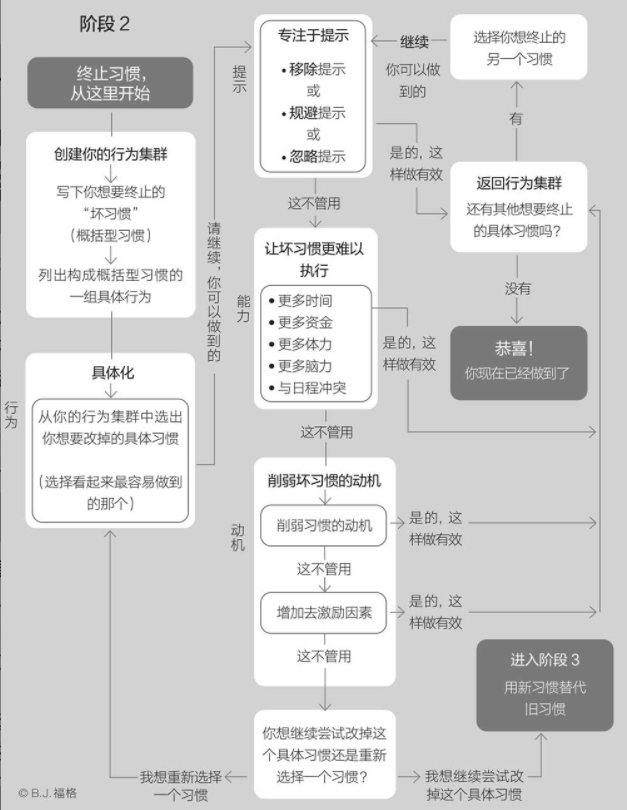 阶段 2
终止习惯，
从这里开始
创建你的行为集群
写下你想要终止的
“坏习惯”
（概括型习惯）
列出构成概括型习惯的
一组具体行为
行为
具体化
从你的行为集群中选出
你想要改掉的具体习惯
（选择看起来最容易做到
的那个）
请继续，你可以做到的
提示
专注于提示
•移除提示
或
•规避提示
或
•忽略提示
继续
你可以做
到的
选择你想终止的
另一个习惯
有
是的，这
样做有效
返回行为集群
还有其他想要终止
的具体习惯吗？
没有
恭喜！
你现在已经做到了
这不管用
能力
让坏习惯更难以
执行
•更多时间
•更多资金
•更多体力
•更多脑力
•与日程冲突
是的，这
样做有效
这不管用
动机
削弱坏习惯的动机
削弱习惯的动机
是的，这
样做有效
这不管用
增加去激励因素
是的，这
样做有效
这不管用
进入阶段 3
用新习惯替代
旧习惯
你想继续尝试改掉这
个具体习惯还是重新
选择一个习惯？
我想重新选择
一个习惯
我想继续尝试改
掉这个具体习惯
© B.J. 福格